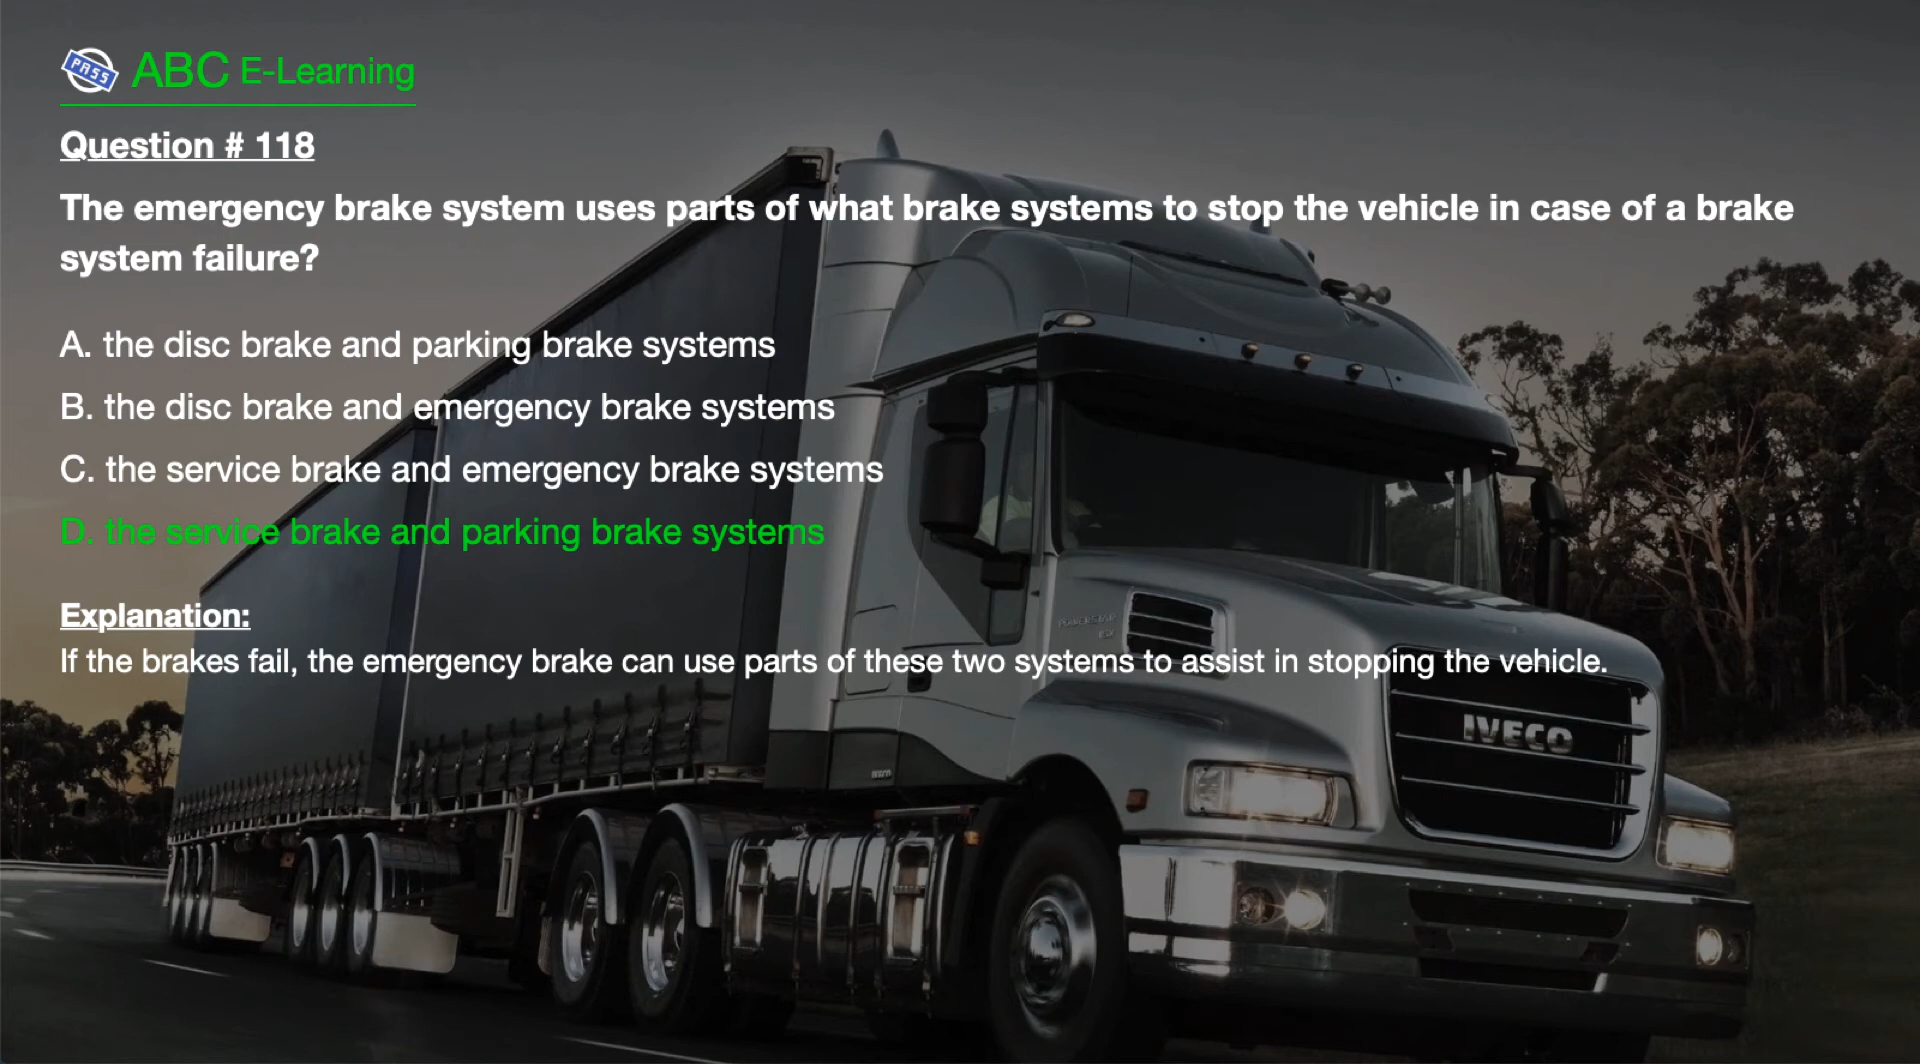 PASS
ABC E-Learning
Question # 118
The emergency brake system uses parts of what brake systems to stop the vehicle in case of a brake
system failure?
A. the disc brake and parking brake systems
B. the disc brake and emergency brake systems
C. the service brake and emergency brake systems
D. the service brake and parking brake systems
POWERSTAR
ISX
Explanation:
If the brakes fail, the emergency brake can use parts of these two systems to assist in stopping the vehicle.
IVECO
IVECO